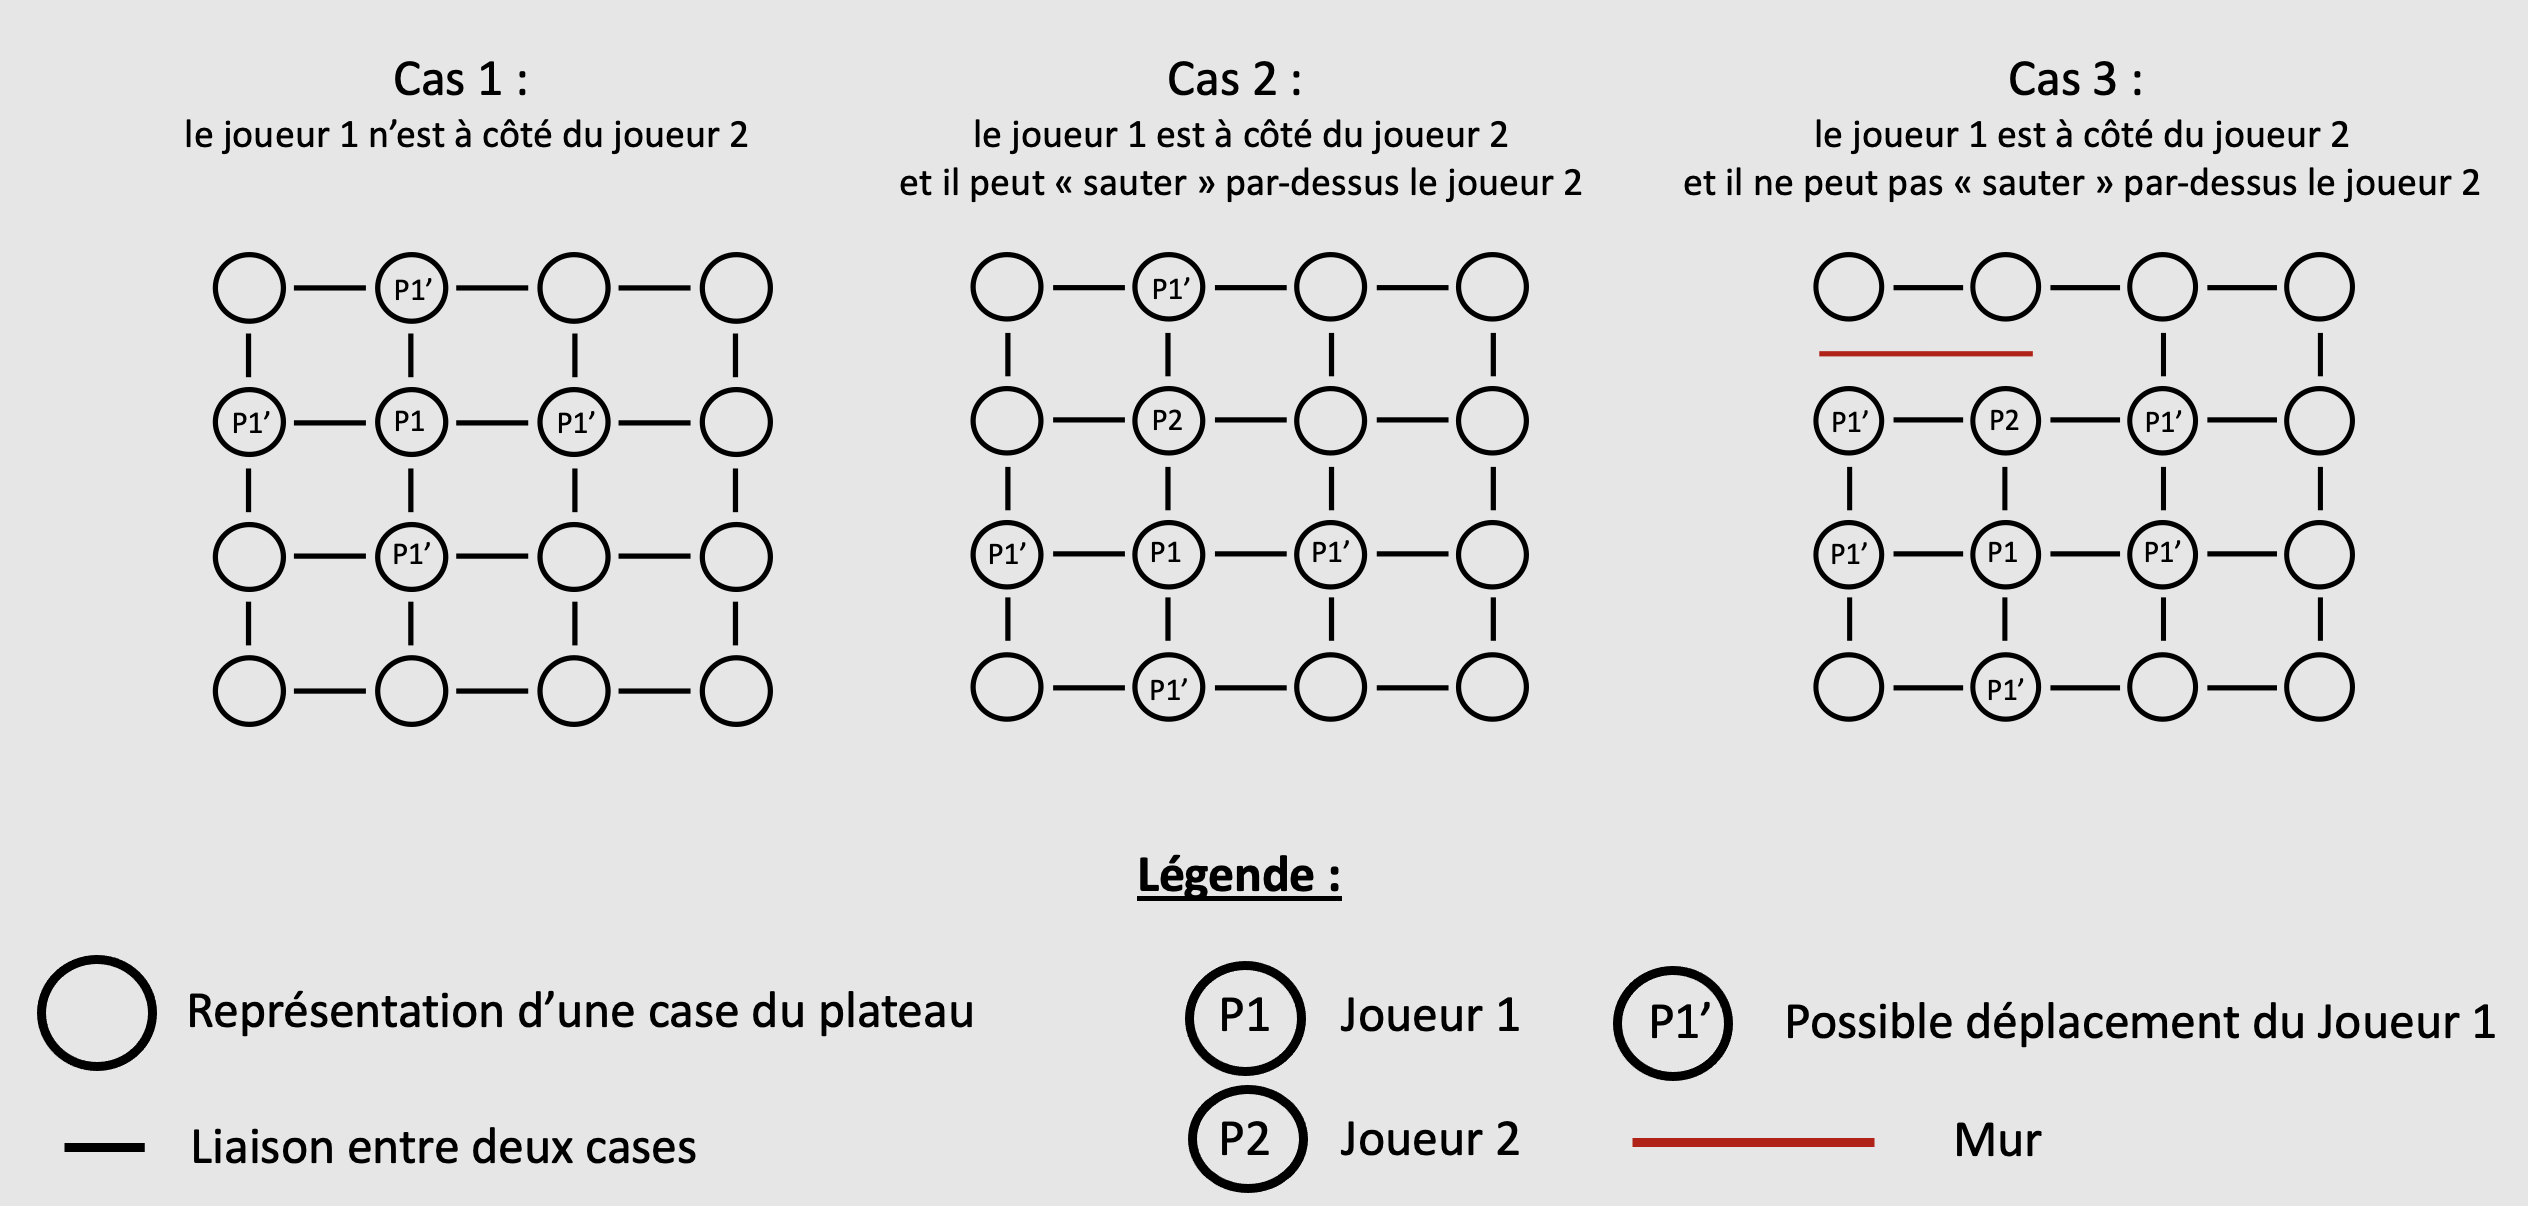 Cas 1 :
le joueur 1 n’est à côté du joueur 2
P1’
P1’ P1 P1’
P1’
Cas 2 :
le joueur 1 est à côté du joueur 2
et il peut « sauter » par-dessus le joueur 2
P1’
P2
P1’ P1 P1’
P1’
Cas 3 :
le joueur 1 est à côté du joueur 2
et il ne peut pas « sauter » par-dessus le joueur 2
P1’ P2 P1’
P1’ P1 P1’
P1’
Légende :
Représentation d’une case du plateau
P1 Joueur 1
P1’ Possible déplacement du Joueur 1
Liaison entre deux cases
P2 Joueur 2
Mur